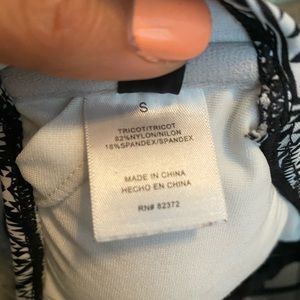 S
TRICOT/TRICOT
82%NYLON/NILON
18%SPANDEX/SPANDEX
MADE IN CHINA
HECHO EN CHINA
RN# 82372